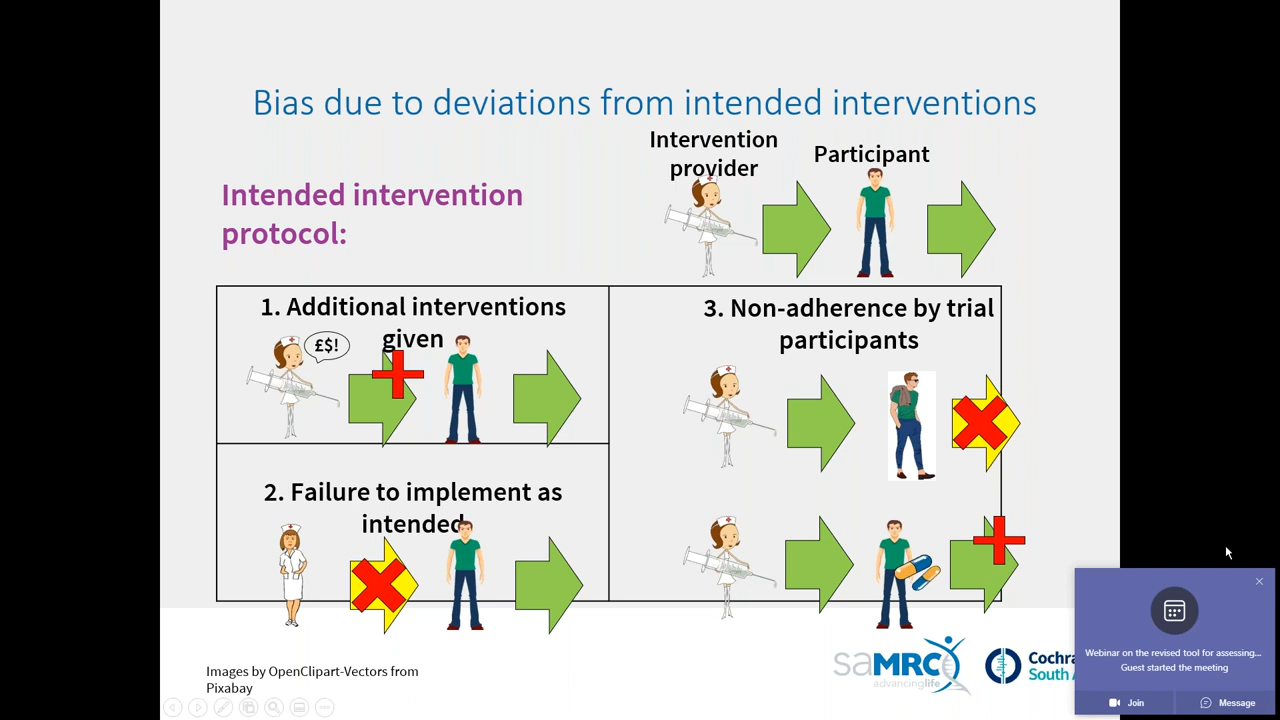 Bias due to deviations from intended interventions
Intervention
provider
Participant
Intended intervention
protocol:
1. Additional interventions
given
£$!
3. Non-adherence by trial
participants
2. Failure to implement as
intended
Images by OpenClipart-Vectors from
Pixabay
saMRC
advancinglife
Cochra
South A
Webinar on the revised tool for assessing...
Guest started the meeting
Join
Message